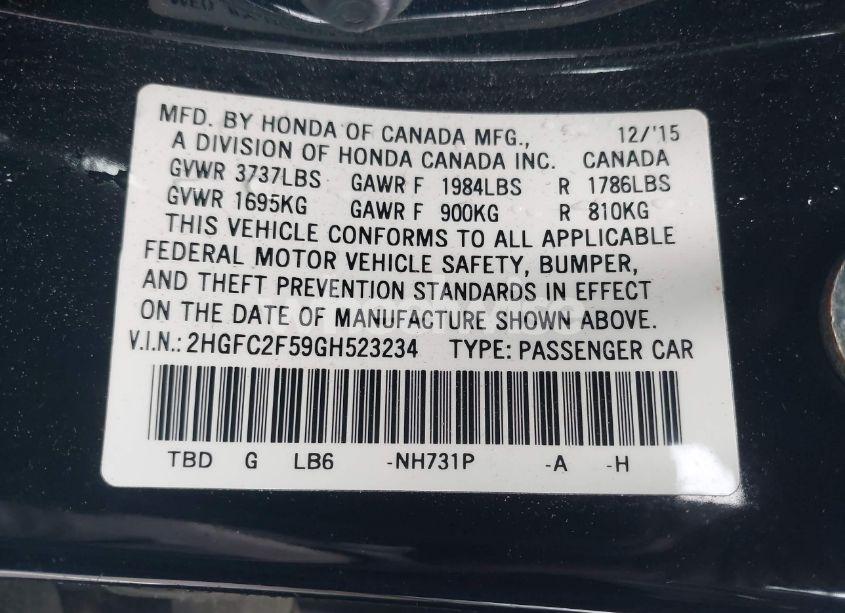 MFD. BY HONDA OF CANADA MFG., 12/'15
A DIVISION OF HONDA CANADA INC. CANADA
GVWR 3737LBS GAWR F 1984LBS R 1786LBS
GVWR 1695KG GAWR F 900KG R 810KG
THIS VEHICLE CONFORMS TO ALL APPLICABLE
FEDERAL MOTOR VEHICLE SAFETY, BUMPER,
AND THEFT PREVENTION STANDARDS IN EFFECT
ON THE DATE OF MANUFACTURE SHOWN ABOVE.
V.I.N.: 2HGFC2F59GH523234 TYPE: PASSENGER CAR
TBD G LB6 -NH731P -A -H